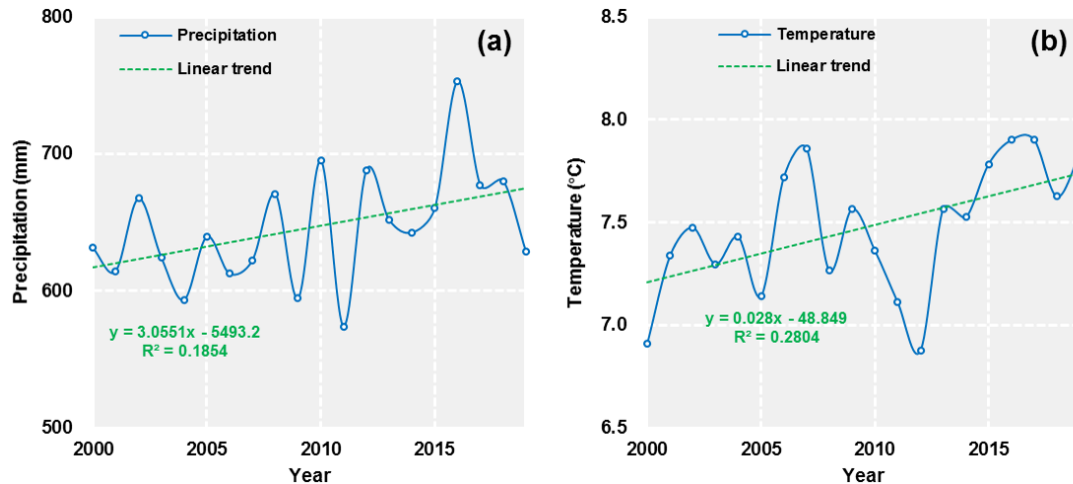 800
700
600
500
Precipitation (mm)
Precipitation
Linear trend
(a)
y = 3.0551x - 5493.2
R² = 0.1854
2000 2005 2010 2015
Year
8.5
8.0
7.5
7.0
6.5
Temperature (°C)
Temperature
Linear trend
(b)
y = 0.028x - 48.849
R² = 0.2804
2000 2005 2010 2015
Year